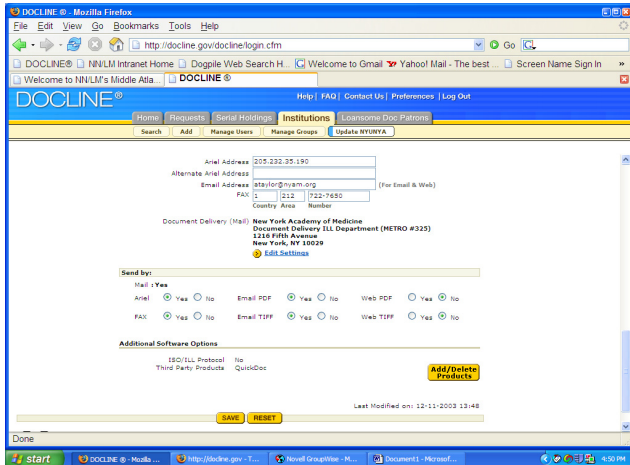 DOCLINE ® - Mozilla Firefox
File Edit View Go Bookmarks Tools Help
http://docline.gov/docline/login.cfm Go G.
DOCLINE® NN/LM Intranet Home Dogpile Web Search H... Welcome to Gmail Yahoo! Mail - The best ... Screen Name Sign In »
Welcome to NN/LM's Middle Atla... DOCLINE ®
DOCLINE® Help | FAQ | Contact Us | Preferences | Log Out
Home Requests Serial Holdings Institutions Loansome Doc Patrons
Search Add Manage Users Manage Groups Update NYUNYA
Ariel Address 205.232.35.190
Alternate Ariel Address
Email Address ataylor@nyam.org (For Email & Web)
FAX 1 212 722-7650
Country Area Number
Document Delivery (Mail) New York Academy of Medicine
Document Delivery ILL Department (METRO #325)
1216 Fifth Avenue
New York, NY 10029
Edit Settings
Send by:
Mail : Yes
Ariel Yes No Email PDF Yes No Web PDF Yes No
FAX Yes No Email TIFF Yes No Web TIFF Yes No
Additional Software Options
ISO/ILL Protocol No
Third Party Products QuickDoc
Add/Delete
Products
Last Modified on: 12-11-2003 13:48
SAVE RESET
Done
start DOCLINE ® - Mozilla ... http://docline.gov - T... Novell GroupWise - M... Document1 - Microsof... 4:50 PM